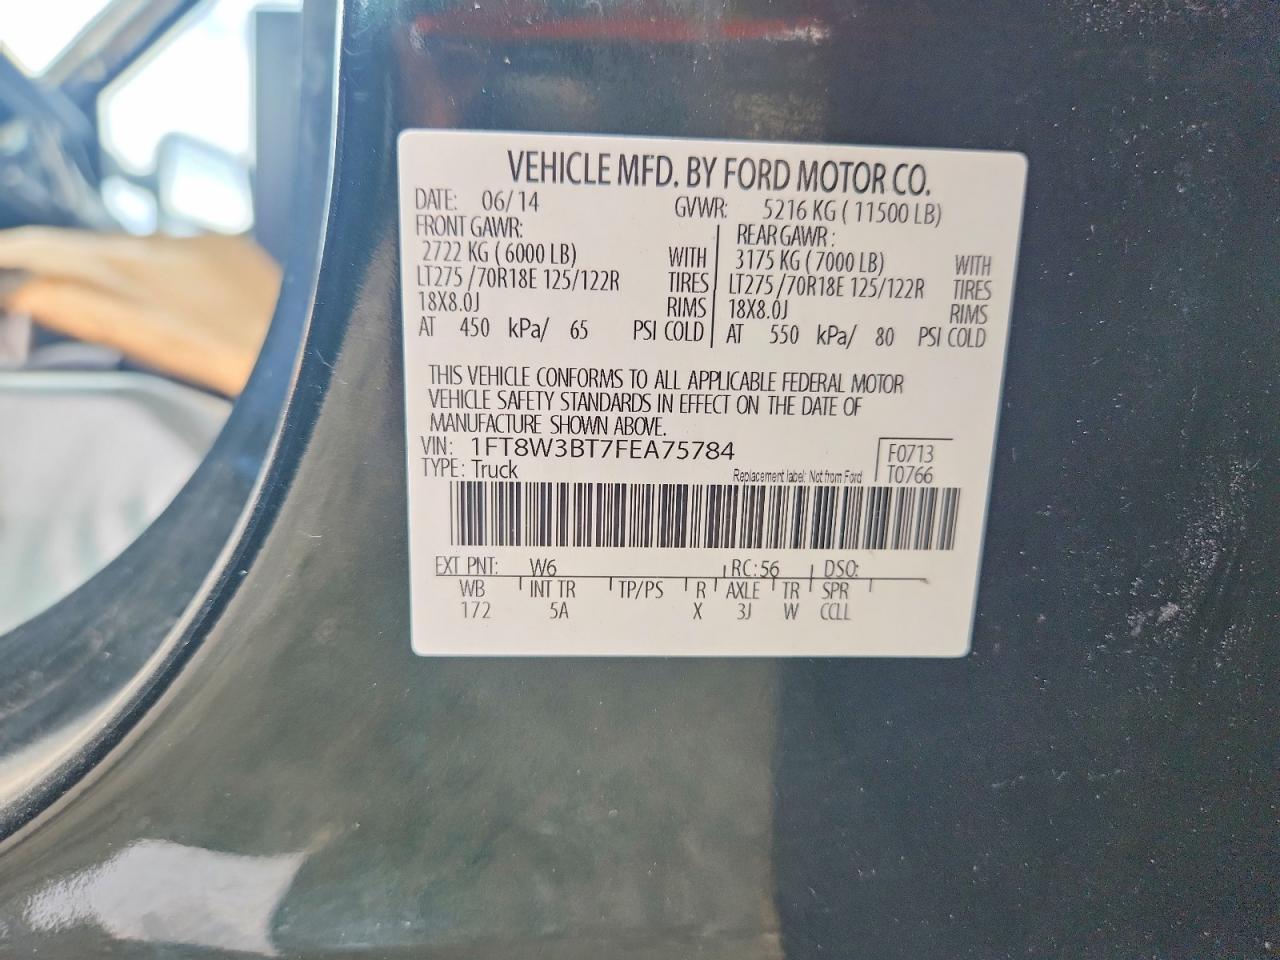 VEHICLE MFD. BY FORD MOTOR CO.
DATE: 06/14 GVWR: 5216 KG ( 11500 LB)
FRONT GAWR: REAR GAWR :
2722 KG ( 6000 LB) WITH 3175 KG ( 7000 LB) WITH
LT275 /70R18E 125/122R TIRES LT275 /70R18E 125/122R TIRES
18X8.0J RIMS 18X8.0J RIMS
AT 450 kPa/ 65 PSI COLD AT 550 kPa/ 80 PSI COLD
THIS VEHICLE CONFORMS TO ALL APPLICABLE FEDERAL MOTOR
VEHICLE SAFETY STANDARDS IN EFFECT ON THE DATE OF
MANUFACTURE SHOWN ABOVE.
VIN: 1FT8W3BT7FEA75784 F0713
TYPE: Truck Replacement label: Not from Ford T0766
EXT PNT: W6 RC: 56 DSO:
WB INT TR TP/PS R AXLE TR SPR
172 5A X 3J W CCLL